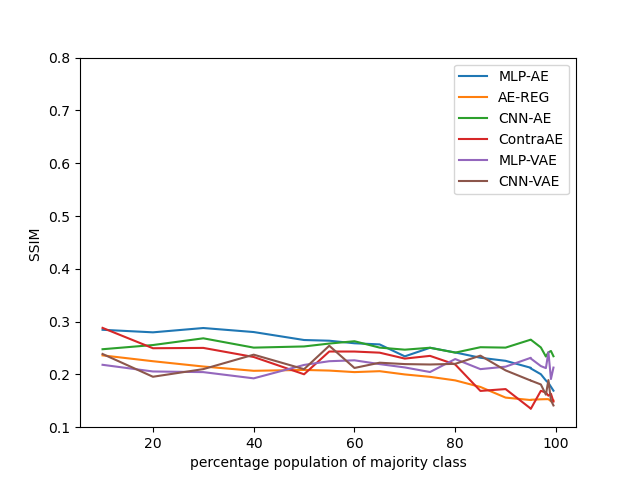 0.8
0.7
0.6
0.5
0.4
0.3
0.2
0.1
SSIM
MLP-AE
AE-REG
CNN-AE
ContraAE
MLP-VAE
CNN-VAE
20 40 60 80 100
percentage population of majority class